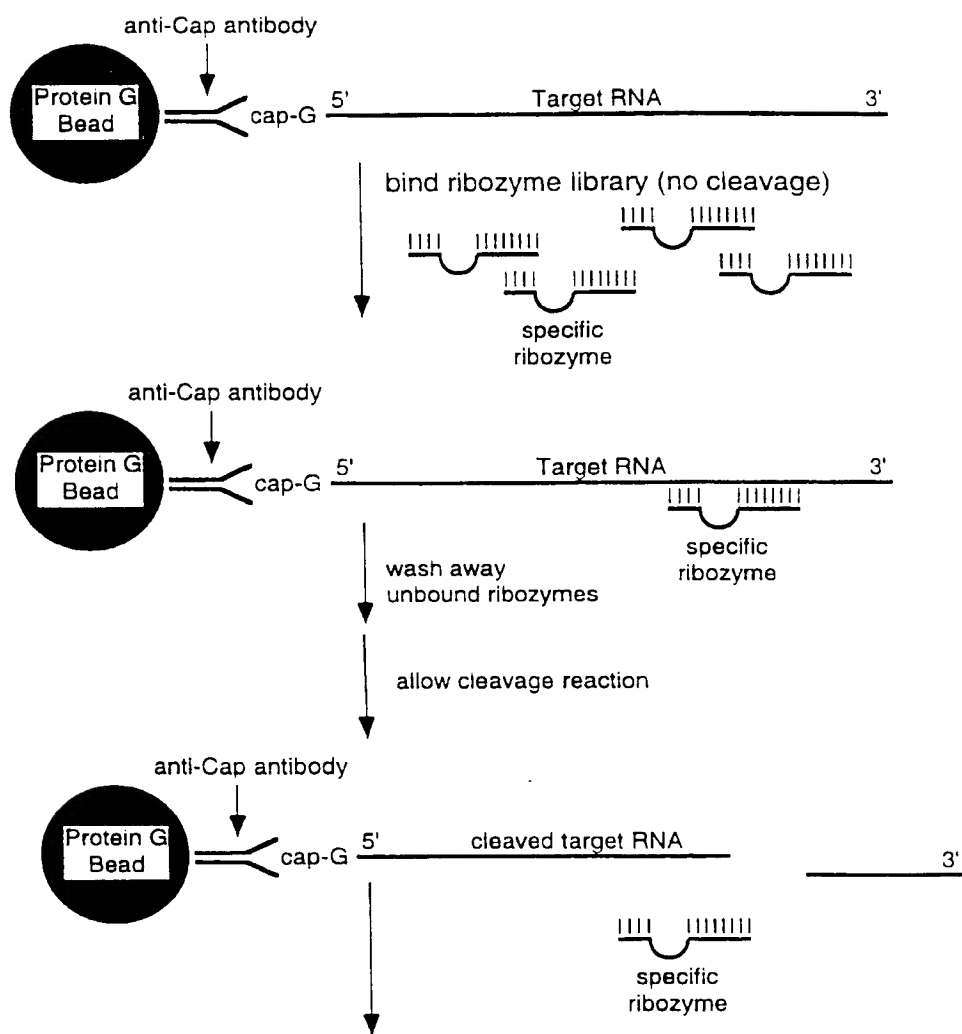 anti-Cap antibody
Protein G
Bead
cap-G
5'
Target RNA
3'
bind ribozyme library (no cleavage)
specific
ribozyme
anti-Cap antibody
Protein G
Bead
cap-G
5'
Target RNA
3'
specific
ribozyme
wash away
unbound ribozymes
allow cleavage reaction
anti-Cap antibody
Protein G
Bead
cap-G
5'
cleaved target RNA
3'
specific
ribozyme